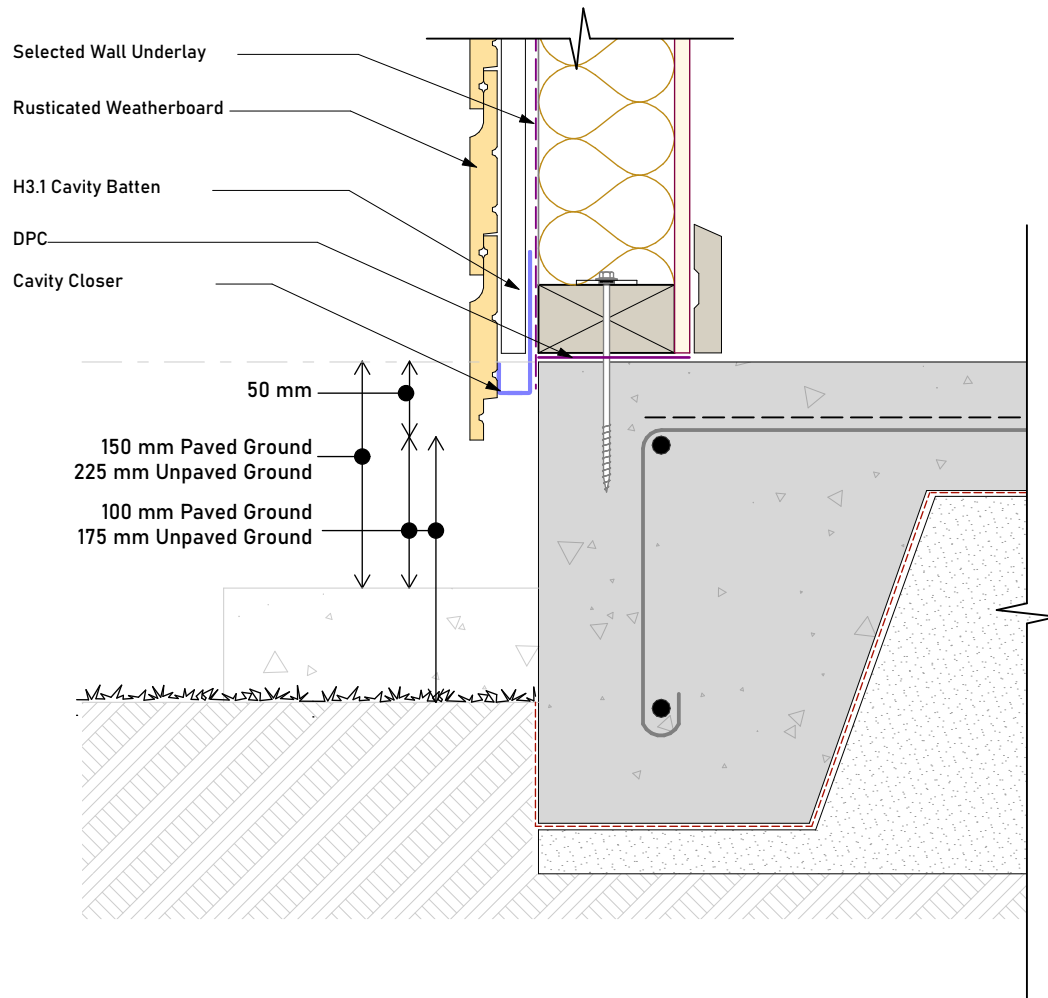 Selected Wall Underlay
Rusticated Weatherboard
H3.1 Cavity Batten
DPC
Cavity Closer
50 mm
150 mm Paved Ground
225 mm Unpaved Ground
100 mm Paved Ground
175 mm Unpaved Ground